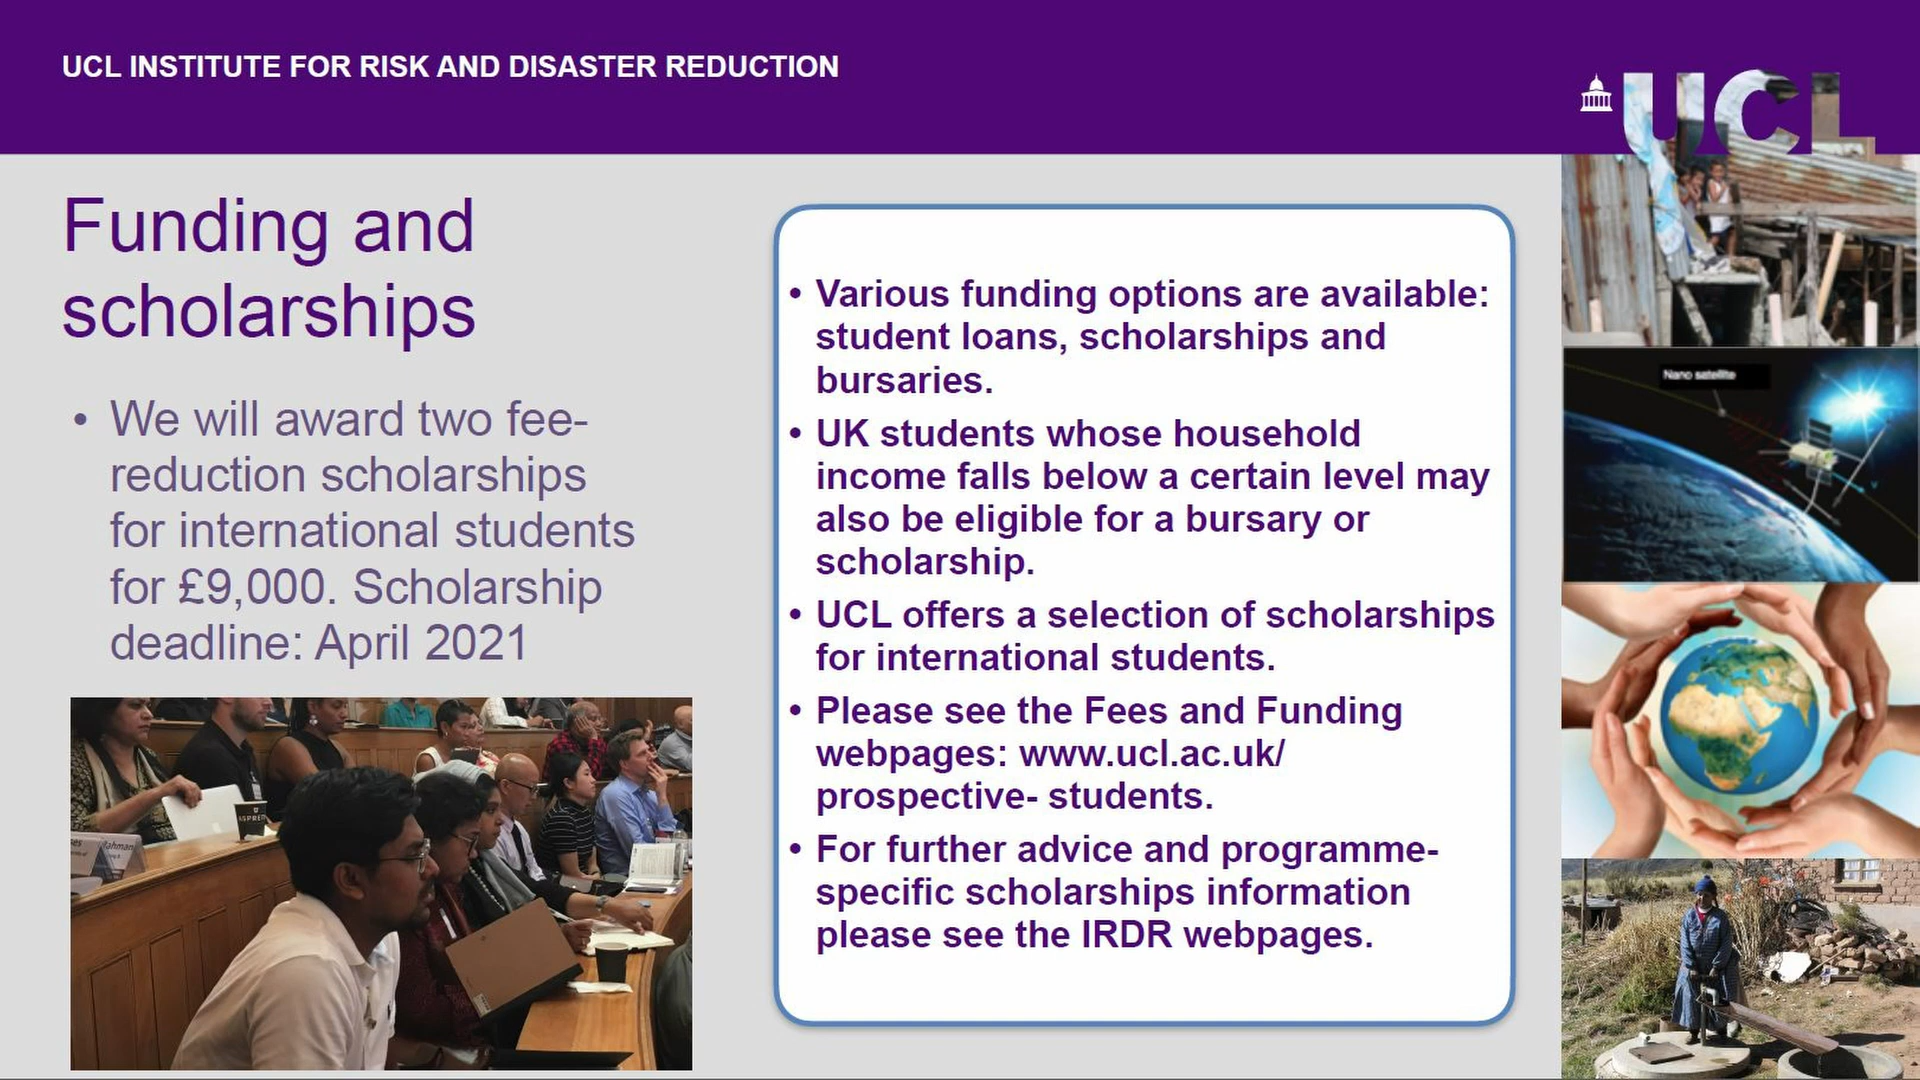 UCL INSTITUTE FOR RISK AND DISASTER REDUCTION
UCL
Funding and
scholarships
• We will award two fee-
reduction scholarships
for international students
for £9,000. Scholarship
deadline: April 2021
• Various funding options are available:
student loans, scholarships and
bursaries.
• UK students whose household
income falls below a certain level may
also be eligible for a bursary or
scholarship.
• UCL offers a selection of scholarships
for international students.
• Please see the Fees and Funding
webpages: www.ucl.ac.uk/
prospective- students.
• For further advice and programme-
specific scholarships information
please see the IRDR webpages.
Nano satellite